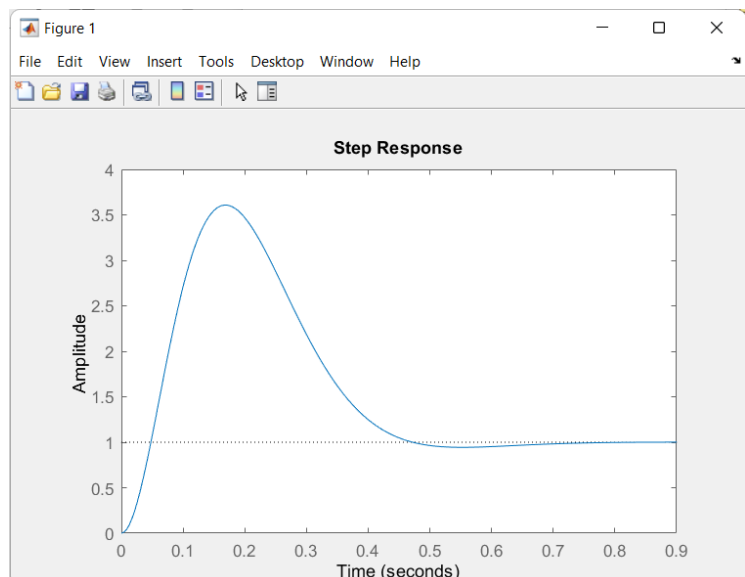 Figure 1
File Edit View Insert Tools Desktop Window Help
Step Response
4
3.5
3
2.5
2
1.5
1
0.5
0
Amplitude
0 0.1 0.2 0.3 0.4 0.5 0.6 0.7 0.8 0.9
Time (seconds)